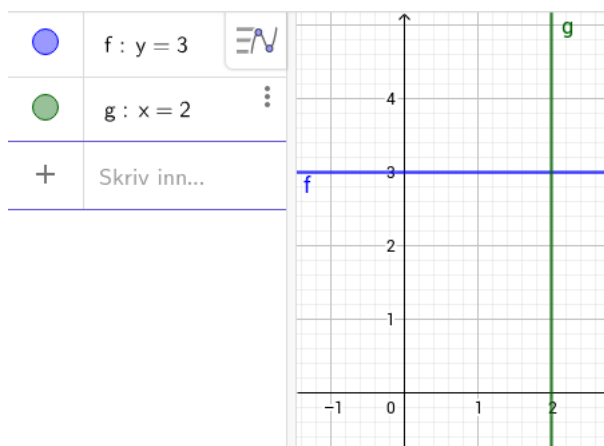 f : y = 3
g : x = 2
Skriv inn...
g
4
3
f
2
1
−1 0 1 2